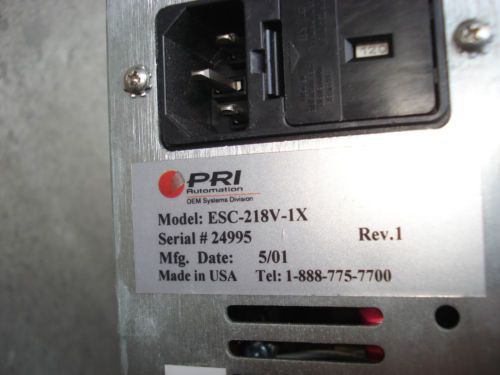 120
PRI
Automation
OEM Systems Division
Model: ESC-218V-1X
Serial # 24995 Rev.1
Mfg. Date: 5/01
Made in USA Tel: 1-888-775-7700